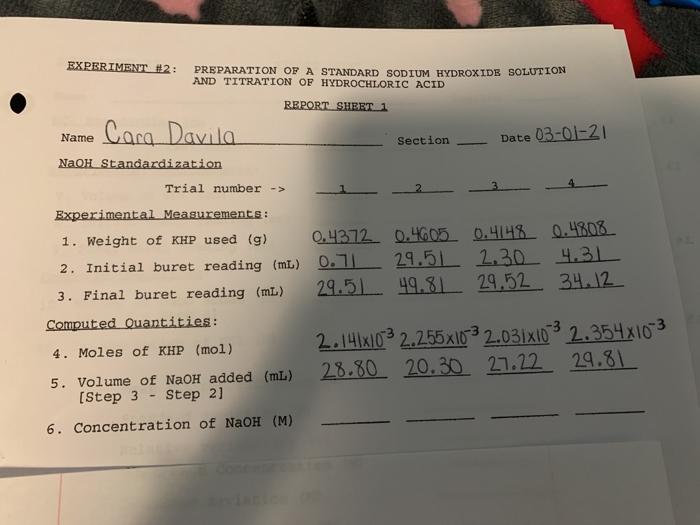 EXPERIMENT #2: PREPARATION OF A STANDARD SODIUM HYDROXIDE SOLUTION
AND TITRATION OF HYDROCHLORIC ACID
REPORT SHEET 1
Name Cara Davila Section ___ Date 03-01-21
NaOH Standardization
Trial number -> 1 2 3 4
Experimental Measurements:
1. Weight of KHP used (g) 0.4372 0.4605 0.4148 0.4808
2. Initial buret reading (mL) 0.71 29.51 2.30 4.31
3. Final buret reading (mL) 29.51 49.81 29.52 34.12
Computed Quantities:
4. Moles of KHP (mol) 2.141x10⁻³ 2.255x10⁻³ 2.031x10⁻³ 2.354x10⁻³
5. Volume of NaOH added (mL) 28.80 20.30 27.22 29.81
[Step 3 - Step 2]
6. Concentration of NaOH (M)